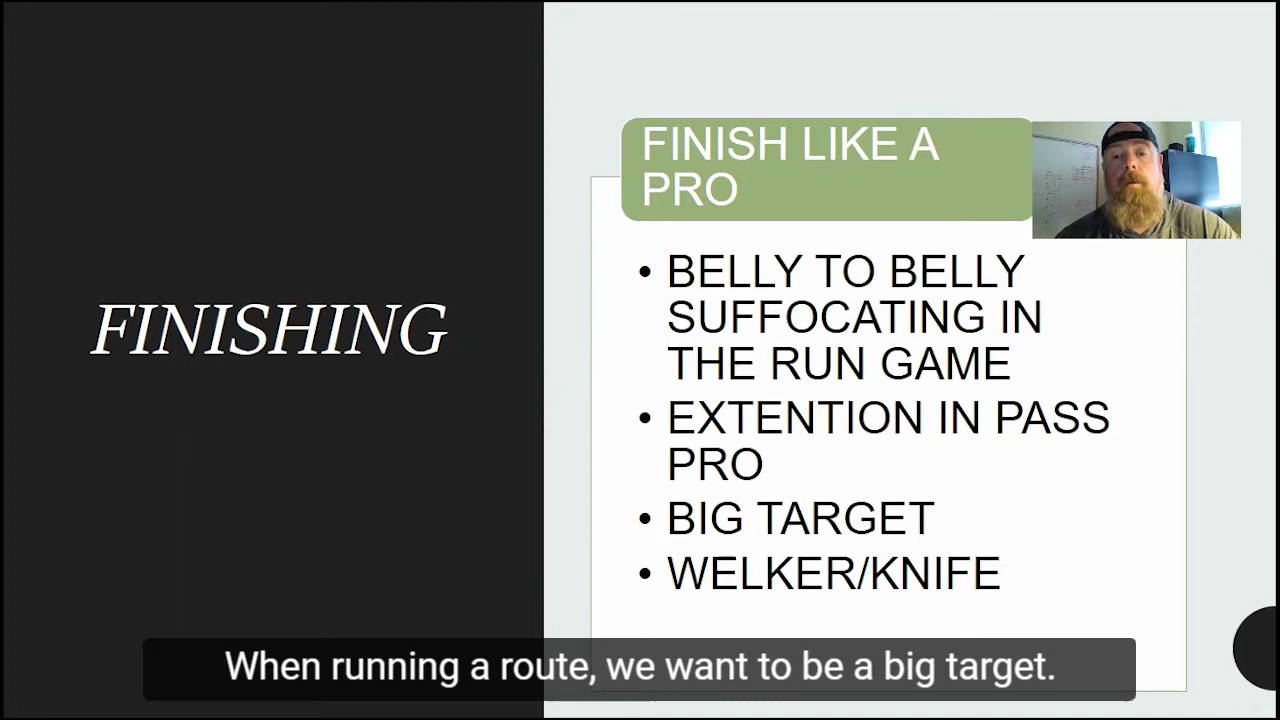 FINISHING
FINISH LIKE A
PRO
• BELLY TO BELLY
SUFFOCATING IN
THE RUN GAME
• EXTENTION IN PASS
PRO
• BIG TARGET
• WELKER/KNIFE
When running a route, we want to be a big target.